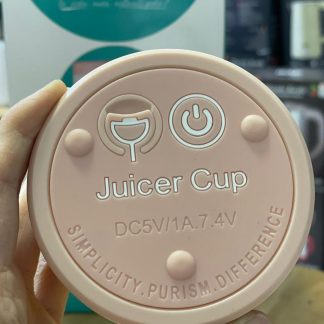 Juicer Cup
DC5V/1A.7.4V
SIMPLICITY.PURISM.DIFFERENCE